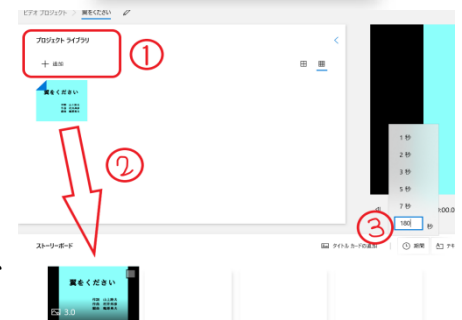 ビデオ プロジェクト > 翼をください
プロジェクト ライブラリ
①
+ 追加
翼をください
②
1 秒
2 秒
3 秒
5 秒
7 秒
180 秒
③
ストーリーボード
タイトル カードの追加
期間
翼をください
3.0